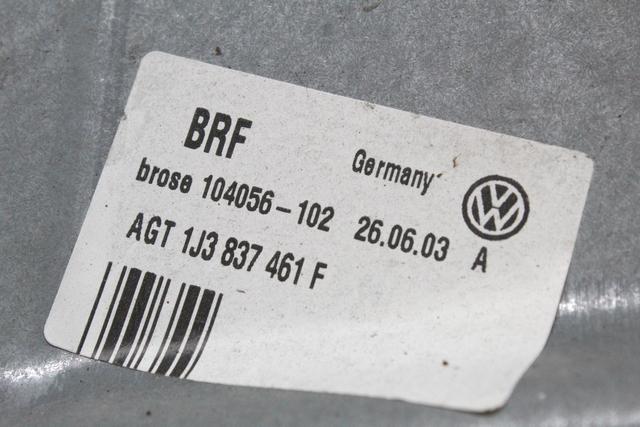 BRF
Germany
brose 104056-102 26.06.03 A
AGT 1J3 837 461 F